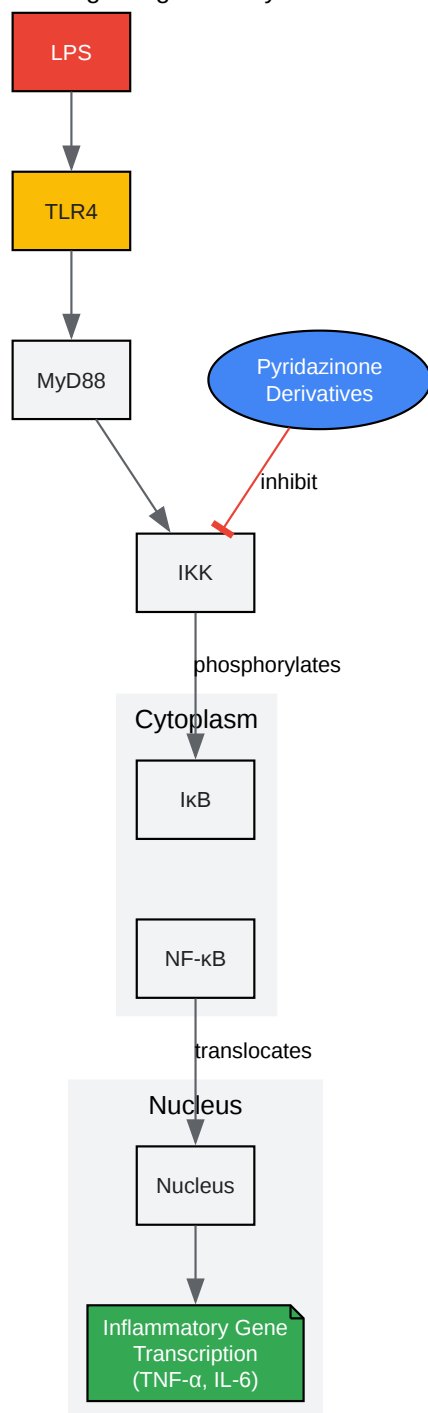 LPS
TLR4
MyD88
Pyridazinone
Derivatives
inhibit
IKK
phosphorylates
Cytoplasm
IκB
NF-κB
translocates
Nucleus
Nucleus
Inflammatory Gene
Transcription
(TNF-α, IL-6)